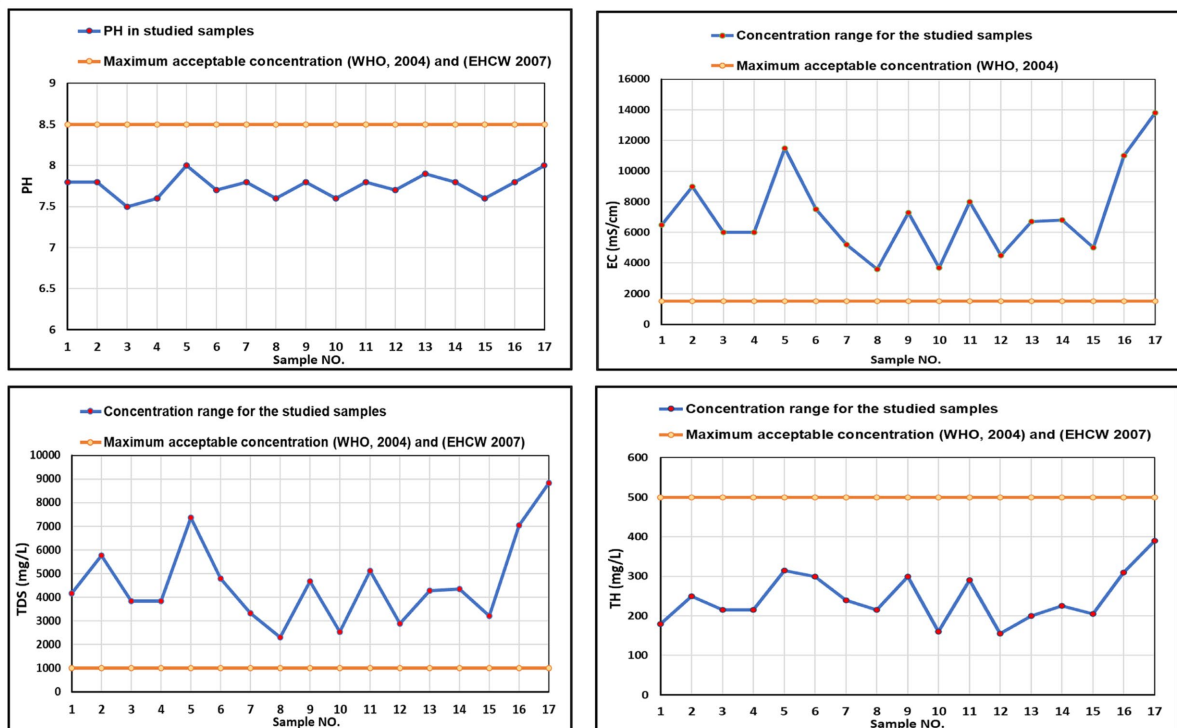 PH in studied samples
Maximum acceptable concentration (WHO, 2004) and (EHCW 2007)
9
8.5
8
7.5
7
6.5
6
PH
1 2 3 4 5 6 7 8 9 10 11 12 13 14 15 16 17
Sample NO.
Concentration range for the studied samples
Maximum acceptable concentration (WHO, 2004)
16000
14000
12000
10000
8000
6000
4000
2000
0
EC (mS/cm)
1 2 3 4 5 6 7 8 9 10 11 12 13 14 15 16 17
Sample NO.
Concentration range for the studied samples
Maximum acceptable concentration (WHO, 2004) and (EHCW 2007)
10000
9000
8000
7000
6000
5000
4000
3000
2000
1000
0
TDS (mg/L)
1 2 3 4 5 6 7 8 9 10 11 12 13 14 15 16 17
Sample NO.
Concentration range for the studied samples
Maximum acceptable concentration (WHO, 2004) and (EHCW 2007)
600
500
400
300
200
100
0
TH (mg/L)
1 2 3 4 5 6 7 8 9 10 11 12 13 14 15 16 17
Sample NO.